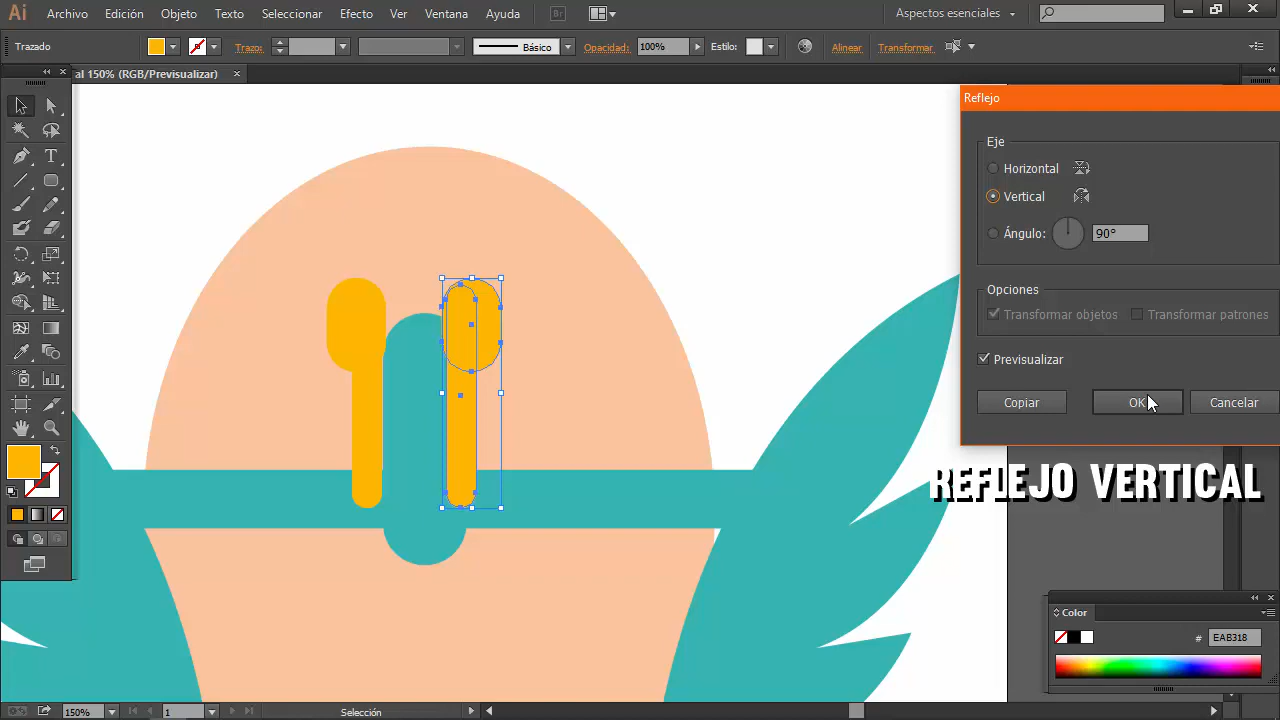 Ai Archivo Edición Objeto Texto Seleccionar Efecto Ver Ventana Ayuda Br Aspectos esenciales
Trazado Trazo: Básico Opacidad: 100% Estilo: Alinear Transformar
al 150% (RGB/Previsualizar) ×
Reflejo
Eje
Horizontal
Vertical
Ángulo: 90°
Opciones
Transformar objetos Transformar patrones
Previsualizar
Copiar OK Cancelar
REFLEJO VERTICAL
Color
# EAB318
150% 1 Selección